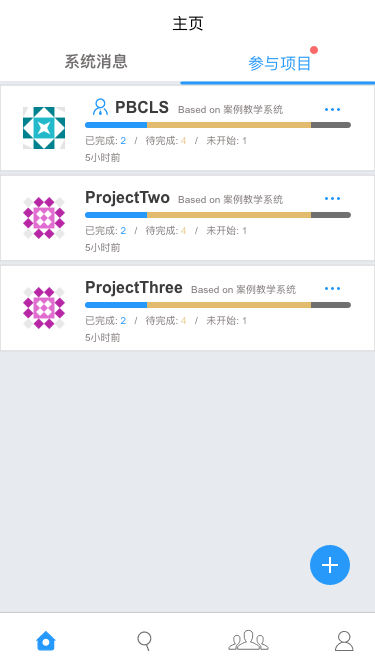 主页
系统消息 参与项目
PBCLS Based on 案例教学系统
已完成: 2 / 待完成: 4 / 未开始: 1
5小时前
ProjectTwo Based on 案例教学系统
已完成: 2 / 待完成: 4 / 未开始: 1
5小时前
ProjectThree Based on 案例教学系统
已完成: 2 / 待完成: 4 / 未开始: 1
5小时前